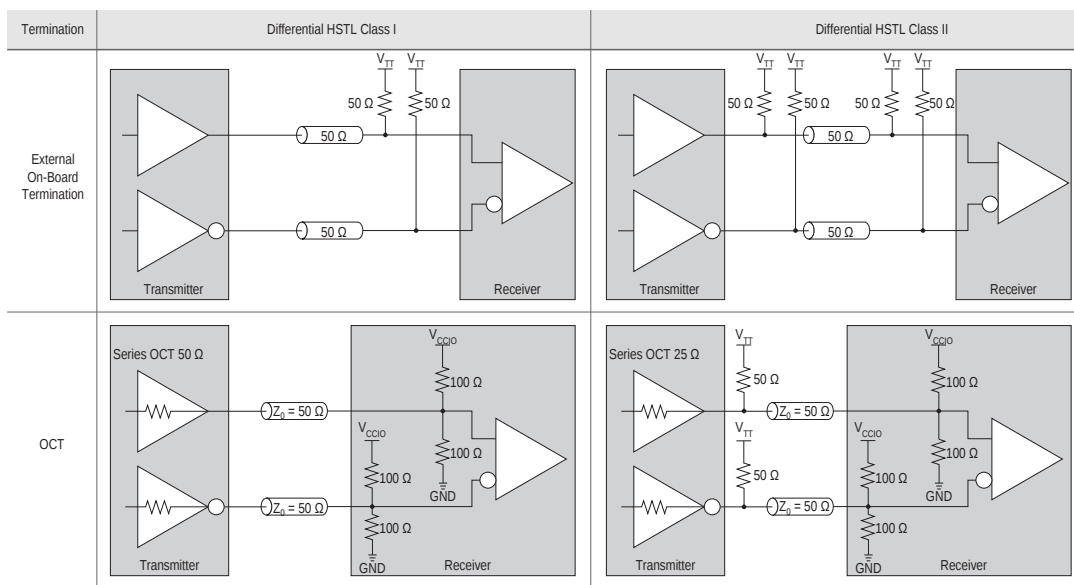 Termination
Differential HSTL Class I
Differential HSTL Class II
External
On-Board
Termination
V_TT V_TT
50 Ω 50 Ω
50 Ω
50 Ω
Transmitter
Receiver
V_TT V_TT V_TT V_TT
50 Ω 50 Ω 50 Ω 50 Ω
50 Ω
50 Ω
Transmitter
Receiver
OCT
Series OCT 50 Ω
V_CCIO
100 Ω
Z_0 = 50 Ω
V_CCIO
100 Ω
100 Ω
GND
Z_0 = 50 Ω
100 Ω
GND
Transmitter
Receiver
Series OCT 25 Ω
V_TT
50 Ω
V_CCIO
100 Ω
Z_0 = 50 Ω
V_TT
V_CCIO
100 Ω
50 Ω
100 Ω
GND
Z_0 = 50 Ω
100 Ω
GND
Transmitter
Receiver